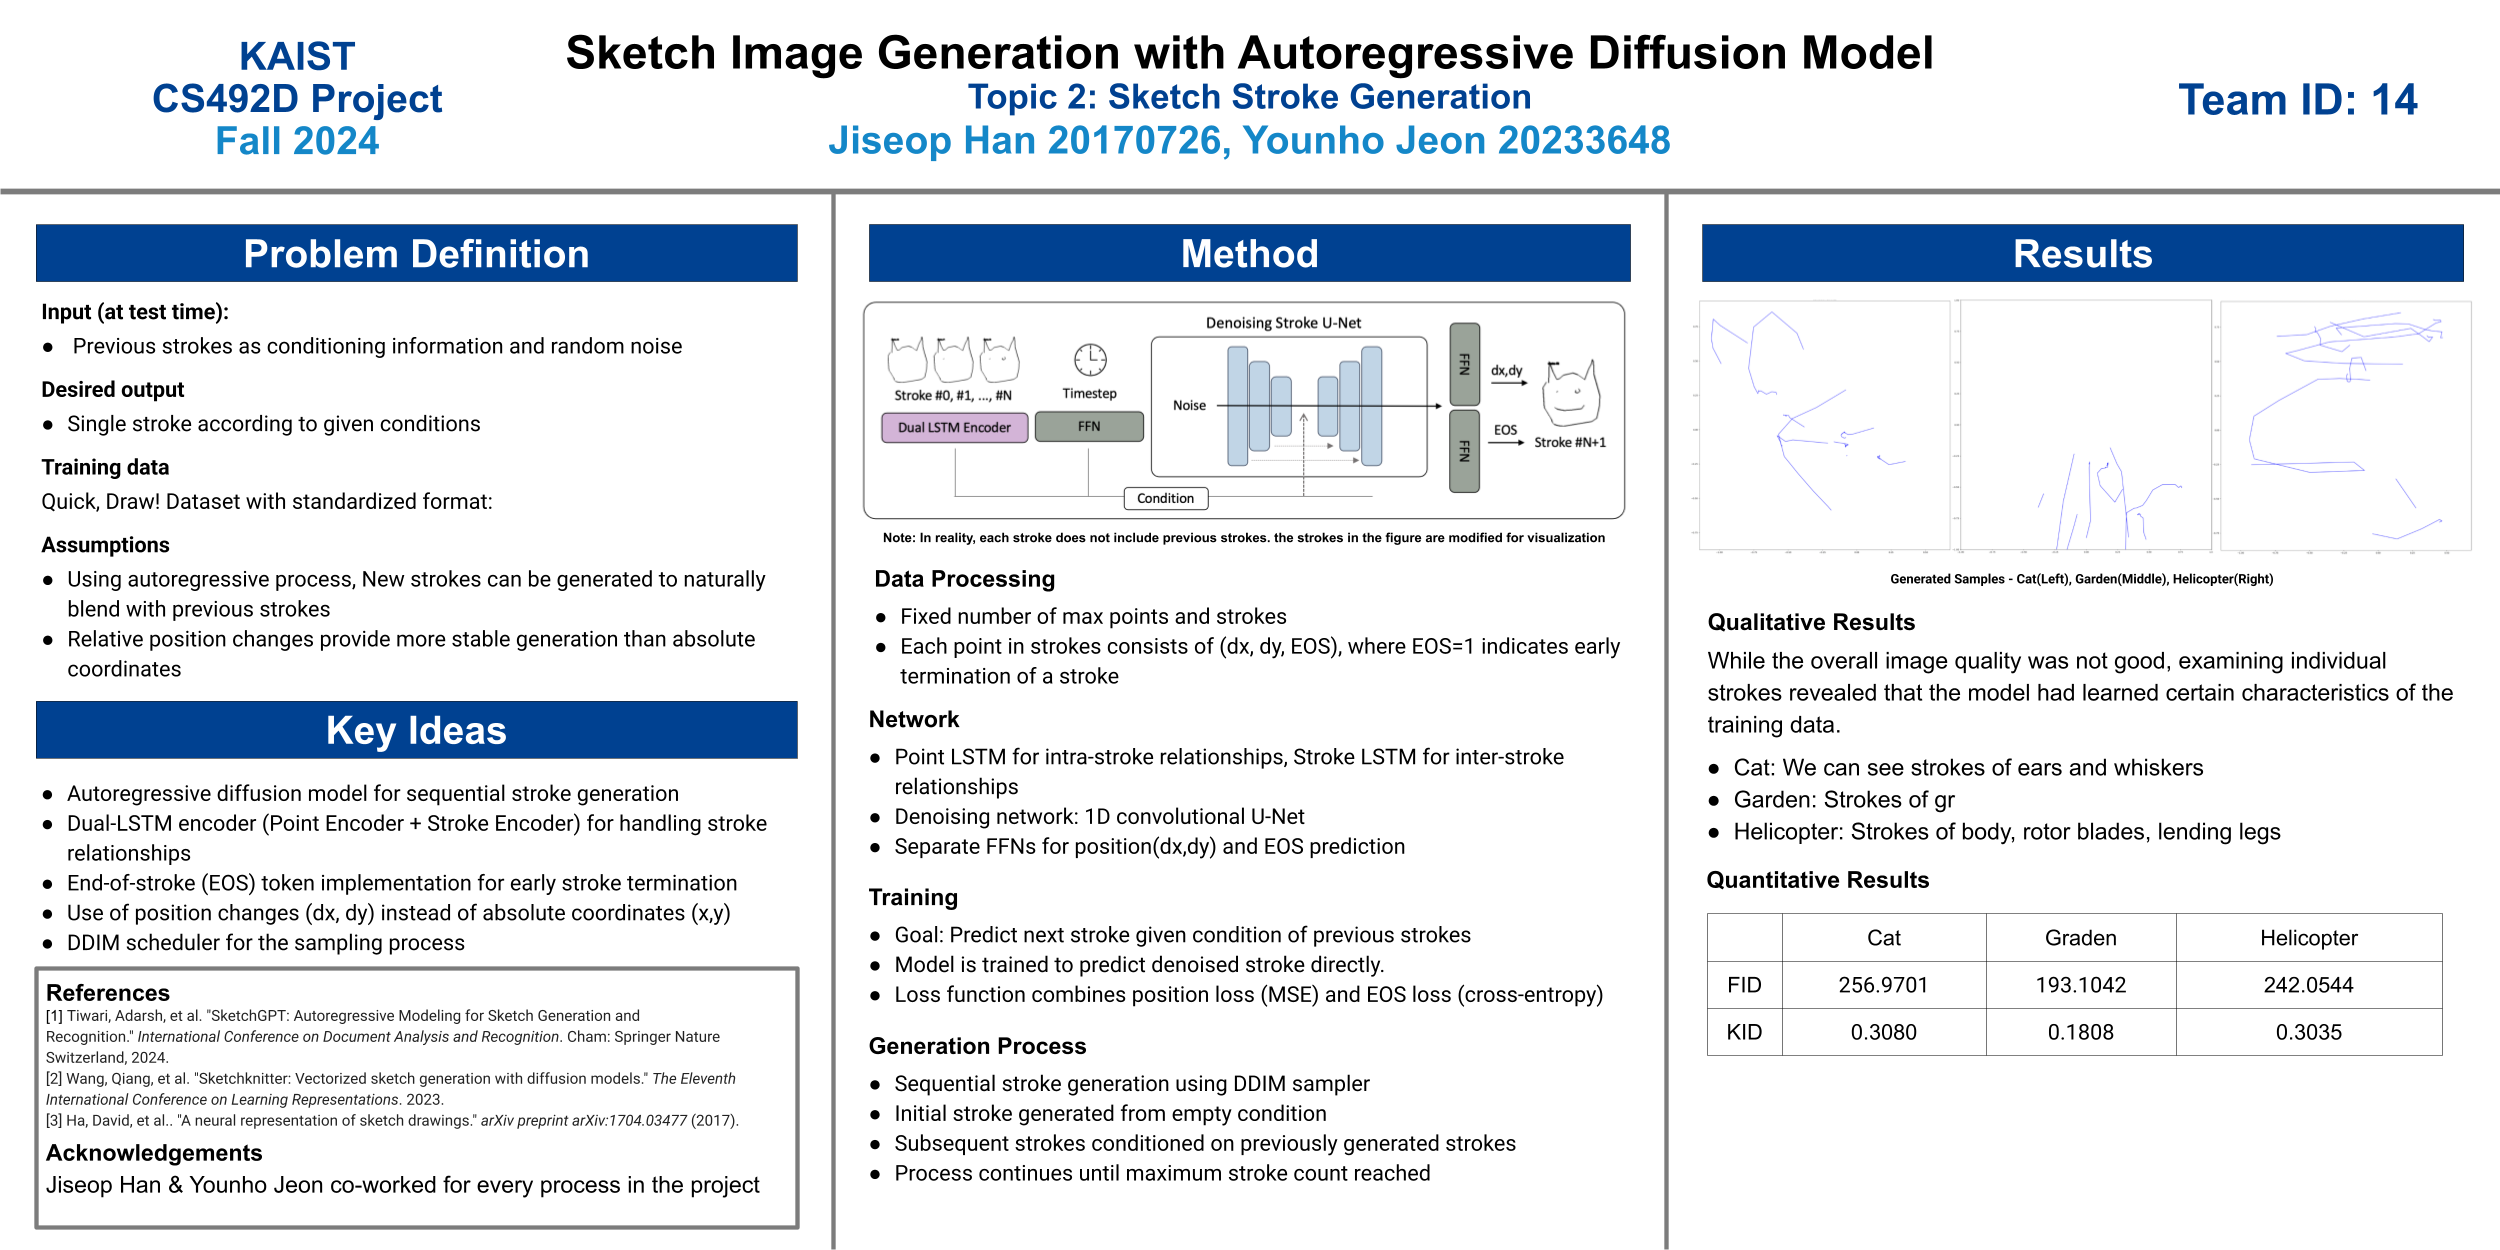 KAIST
CS492D Project
Fall 2024
Sketch Image Generation with Autoregressive Diffusion Model
Topic 2: Sketch Stroke Generation
Jiseop Han 20170726, Younho Jeon 20233648
Team ID: 14
Problem Definition
Input (at test time):
● Previous strokes as conditioning information and random noise
Desired output
● Single stroke according to given conditions
Training data
Quick, Draw! Dataset with standardized format:
Assumptions
● Using autoregressive process, New strokes can be generated to naturally
blend with previous strokes
● Relative position changes provide more stable generation than absolute
coordinates
Key Ideas
● Autoregressive diffusion model for sequential stroke generation
● Dual-LSTM encoder (Point Encoder + Stroke Encoder) for handling stroke
relationships
● End-of-stroke (EOS) token implementation for early stroke termination
● Use of position changes (dx, dy) instead of absolute coordinates (x,y)
● DDIM scheduler for the sampling process
References
[1] Tiwari, Adarsh, et al. "SketchGPT: Autoregressive Modeling for Sketch Generation and
Recognition." International Conference on Document Analysis and Recognition. Cham: Springer Nature
Switzerland, 2024.
[2] Wang, Qiang, et al. "Sketchknitter: Vectorized sketch generation with diffusion models." The Eleventh
International Conference on Learning Representations. 2023.
[3] Ha, David, et al.. "A neural representation of sketch drawings." arXiv preprint arXiv:1704.03477 (2017).
Acknowledgements
Jiseop Han & Younho Jeon co-worked for every process in the project
Method
Denoising Stroke U-Net
Stroke #0, #1, ..., #N
Dual LSTM Encoder
Timestep
FFN
Noise
FFN
dx,dy
FFN
EOS
Stroke #N+1
Condition
Note: In reality, each stroke does not include previous strokes. the strokes in the figure are modified for visualization
Data Processing
● Fixed number of max points and strokes
● Each point in strokes consists of (dx, dy, EOS), where EOS=1 indicates early
termination of a stroke
Network
● Point LSTM for intra-stroke relationships, Stroke LSTM for inter-stroke
relationships
● Denoising network: 1D convolutional U-Net
● Separate FFNs for position(dx,dy) and EOS prediction
Training
● Goal: Predict next stroke given condition of previous strokes
● Model is trained to predict denoised stroke directly.
● Loss function combines position loss (MSE) and EOS loss (cross-entropy)
Generation Process
● Sequential stroke generation using DDIM sampler
● Initial stroke generated from empty condition
● Subsequent strokes conditioned on previously generated strokes
● Process continues until maximum stroke count reached
Results
Generated Samples - Cat(Left), Garden(Middle), Helicopter(Right)
Qualitative Results
While the overall image quality was not good, examining individual
strokes revealed that the model had learned certain characteristics of the
training data.
● Cat: We can see strokes of ears and whiskers
● Garden: Strokes of gr
● Helicopter: Strokes of body, rotor blades, lending legs
Quantitative Results
Cat Graden Helicopter
FID 256.9701 193.1042 242.0544
KID 0.3080 0.1808 0.3035